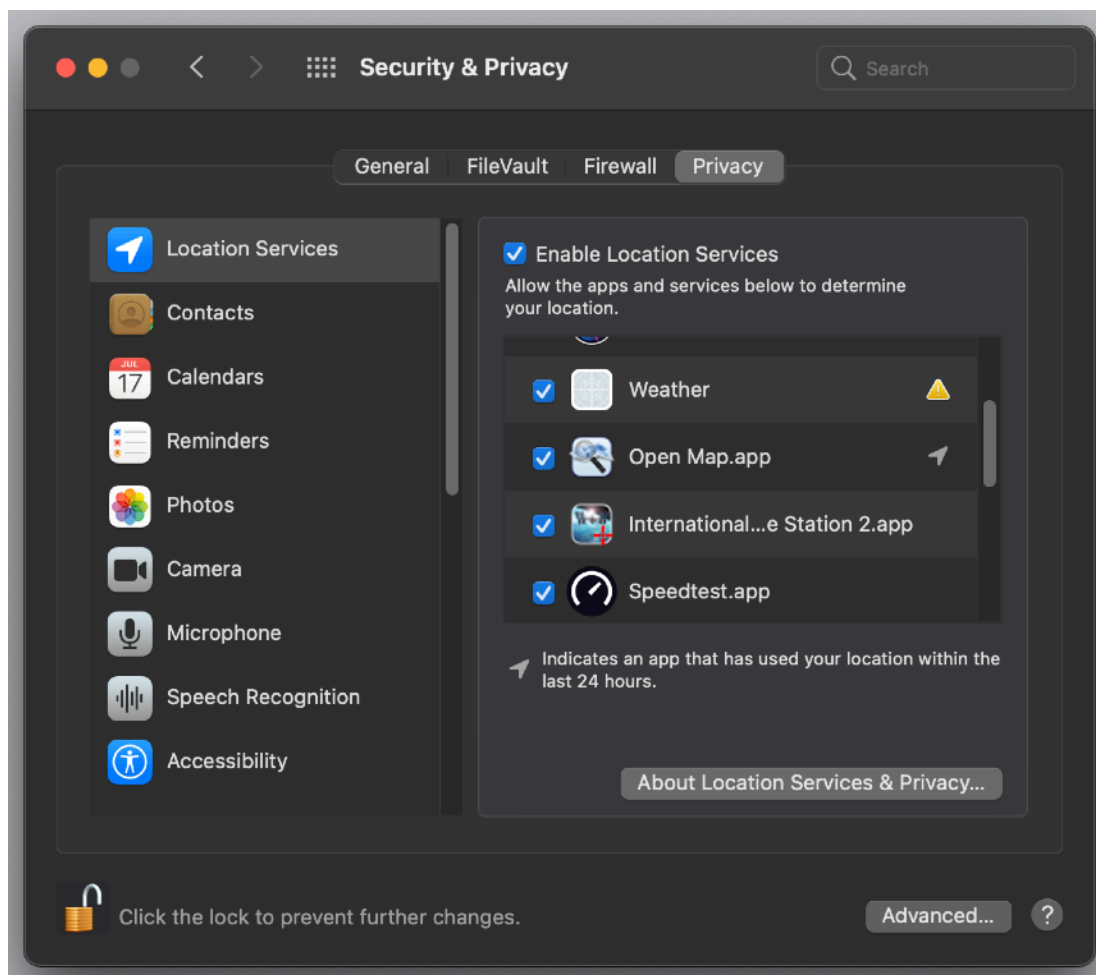 Security & Privacy
Search
General
FileVault
Firewall
Privacy
Location Services
Contacts
JUL
17
Calendars
Reminders
Photos
Camera
Microphone
Speech Recognition
Accessibility
Enable Location Services
Allow the apps and services below to determine
your location.
Weather
Open Map.app
International...e Station 2.app
Speedtest.app
Indicates an app that has used your location within the
last 24 hours.
About Location Services & Privacy...
Click the lock to prevent further changes.
Advanced...
?